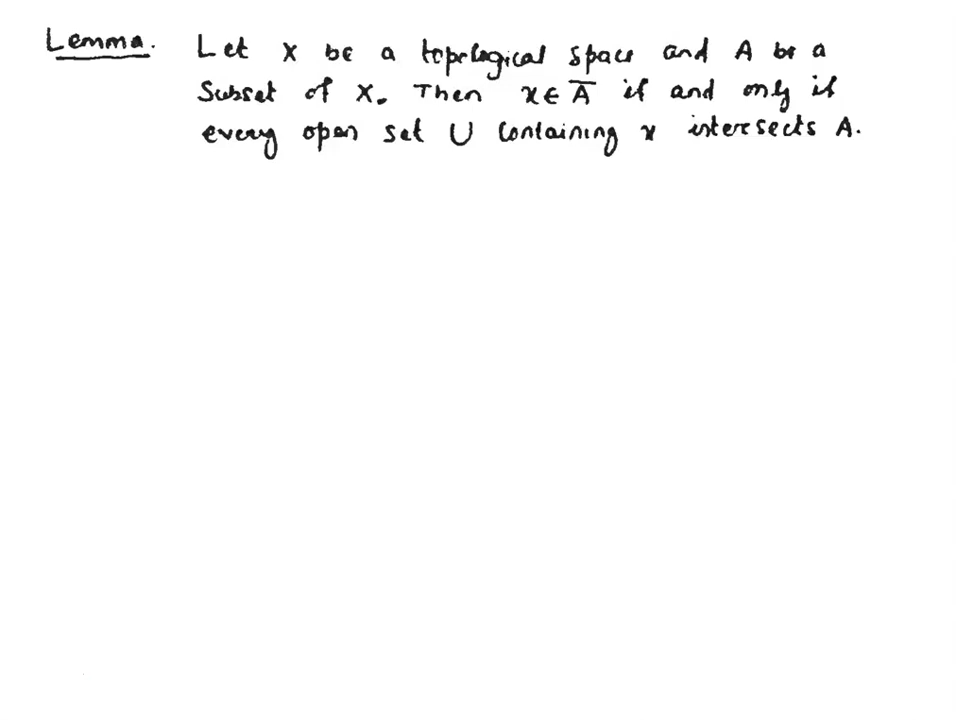 Lemma. Let X be a topological space and A be a
Subset of X. Then x ∈ A̅ if and only if
every open set U containing x intersects A.